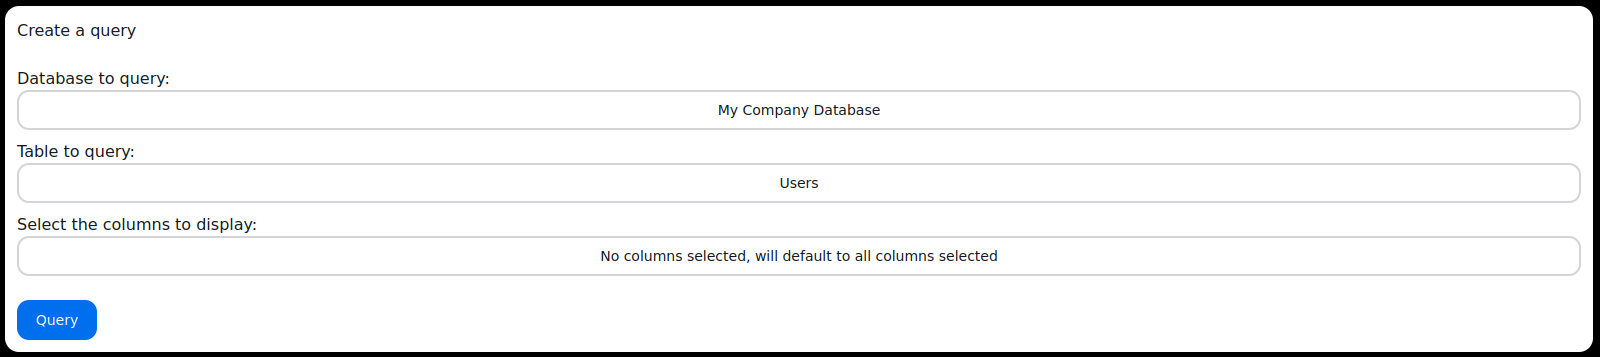 Create a query
Database to query:
My Company Database
Table to query:
Users
Select the columns to display:
No columns selected, will default to all columns selected
Query